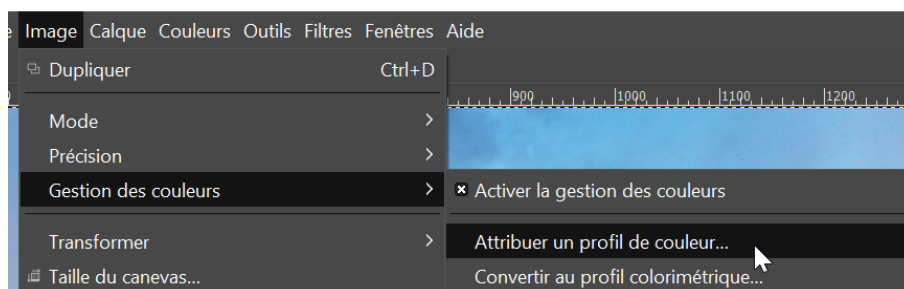 Image Calque Couleurs Outils Filtres Fenêtres Aide
Dupliquer Ctrl+D
900 1000 1100 1200
Mode
Précision
Gestion des couleurs
Activer la gestion des couleurs
Transformer
Attribuer un profil de couleur...
Taille du canevas...
Convertir au profil colorimétrique...